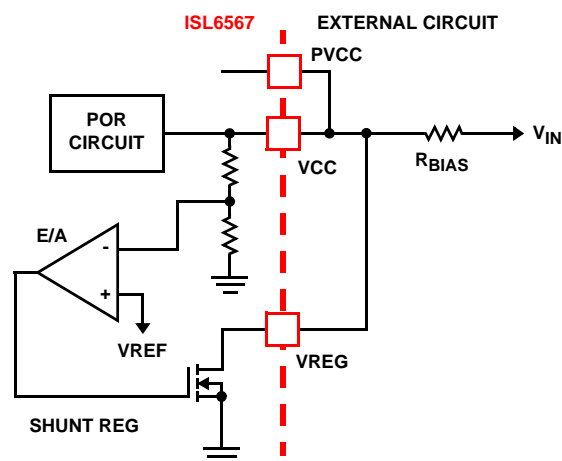 ISL6567
EXTERNAL CIRCUIT
PVCC
POR
CIRCUIT
VCC
RBIAS
VIN
E/A
-
+
VREF
VREG
SHUNT REG